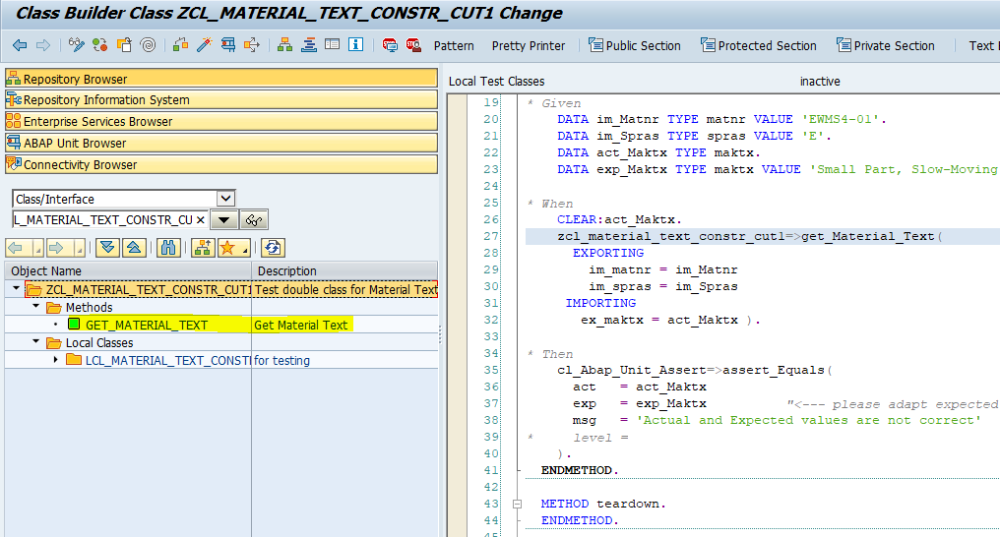 Class Builder Class ZCL_MATERIAL_TEXT_CONSTR_CUT1 Change
Pattern Pretty Printer Public Section Protected Section Private Section Text
Repository Browser
Repository Information System
Enterprise Services Browser
ABAP Unit Browser
Connectivity Browser
Class/Interface
L_MATERIAL_TEXT_CONSTR_CU
Object Name Description
ZCL_MATERIAL_TEXT_CONSTR_CUT1 Test double class for Material Text
Methods
GET_MATERIAL_TEXT Get Material Text
Local Classes
LCL_MATERIAL_TEXT_CONST for testing
Local Test Classes inactive
19 * Given
20 DATA im_Matnr TYPE matnr VALUE 'EWMS4-01'.
21 DATA im_Spras TYPE spras VALUE 'E'.
22 DATA act_Maktx TYPE maktx.
23 DATA exp_Maktx TYPE maktx VALUE 'Small Part, Slow-Moving
24
25 * When
26 CLEAR:act_Maktx.
27 zcl_material_text_constr_cut1=>get_Material_Text(
28 EXPORTING
29 im_matnr = im_Matnr
30 im_spras = im_Spras
31 IMPORTING
32 ex_maktx = act_Maktx ).
33
34 * Then
35 cl_Abap_Unit_Assert=>assert_Equals(
36 act = act_Maktx
37 exp = exp_Maktx "<--- please adapt expected
38 msg = 'Actual and Expected values are not correct'
39 * level =
40 ).
41 ENDMETHOD.
42
43 METHOD teardown.
44 ENDMETHOD.
45